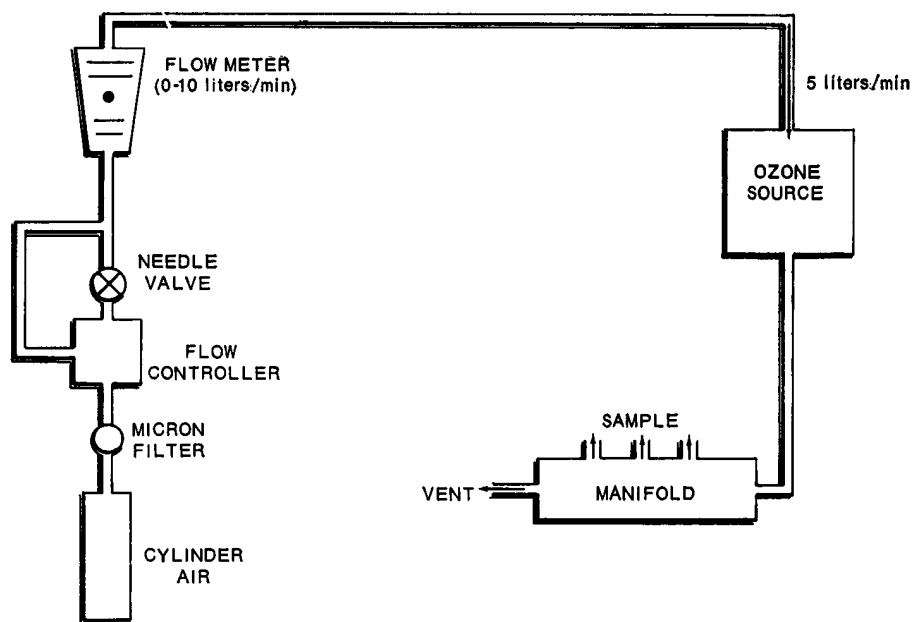 FLOW METER
(0-10 liters/min)
5 liters/min
OZONE
SOURCE
NEEDLE
VALVE
FLOW
CONTROLLER
MICRON
FILTER
SAMPLE
VENT
MANIFOLD
CYLINDER
AIR